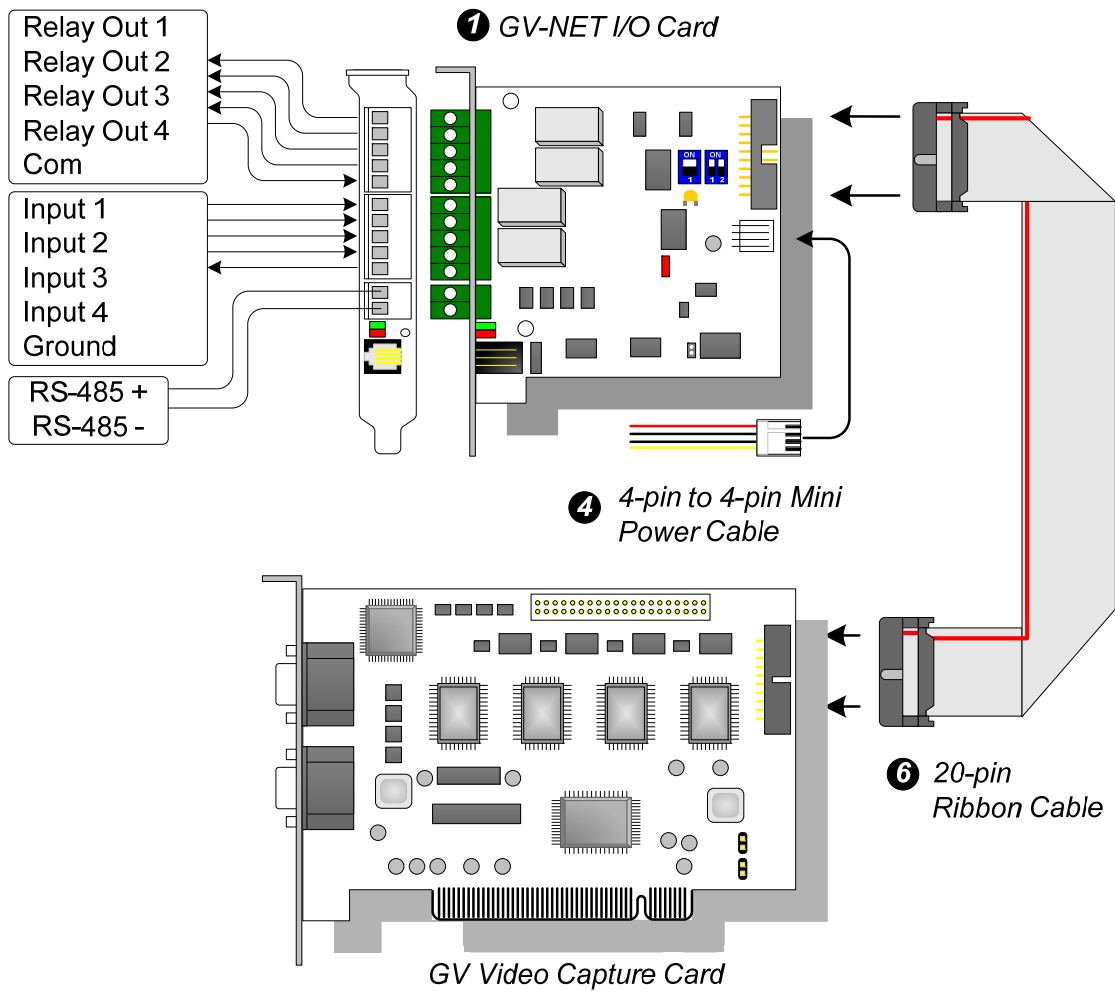 1 GV-NET I/O Card
Relay Out 1
Relay Out 2
Relay Out 3
Relay Out 4
Com
Input 1
Input 2
Input 3
Input 4
Ground
RS-485 +
RS-485 -
ON
1
ON
1 2
4 4-pin to 4-pin Mini
Power Cable
6 20-pin
Ribbon Cable
GV Video Capture Card